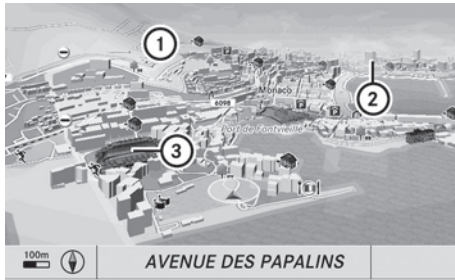 1
P
6098
Monaco
P
P
2
Port de Fontvieille
3
100m
AVENUE DES PAPALINS